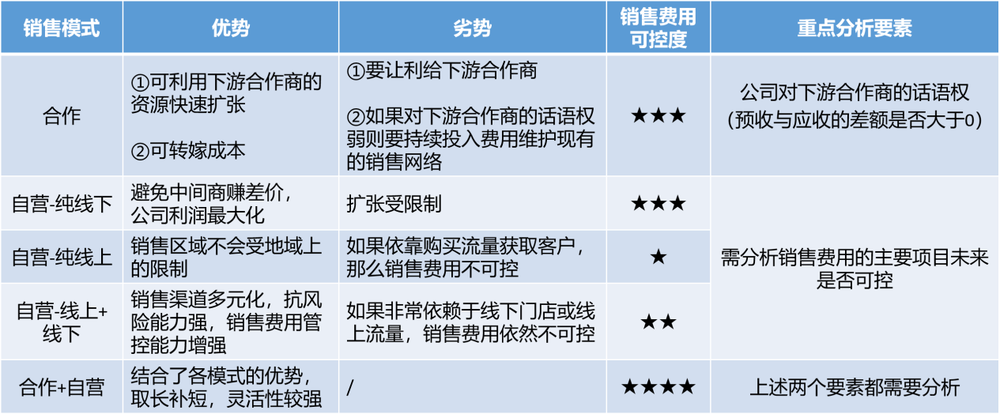 销售模式
优势
劣势
销售费用
可控度
重点分析要素
合作
①可利用下游合作商的
资源快速扩张
②可转嫁成本
①要让利给下游合作商
②如果对下游合作商的话语权
弱则要持续投入费用维护现有
的销售网络
★★★
公司对下游合作商的话语权
（预收与应收的差额是否大于0）
自营-纯线下
避免中间商赚差价，
公司利润最大化
扩张受限制
★★★
需分析销售费用的主要项目未来
是否可控
自营-纯线上
销售区域不会受地域上
的限制
如果依靠购买流量获取客户，
那么销售费用不可控
★
自营-线上+
线下
销售渠道多元化，抗风
险能力强，销售费用管
控能力增强
如果非常依赖于线下门店或线
上流量，销售费用依然不可控
★★
合作+自营
结合了各模式的优势，
取长补短，灵活性较强
/
★★★★
上述两个要素都需要分析